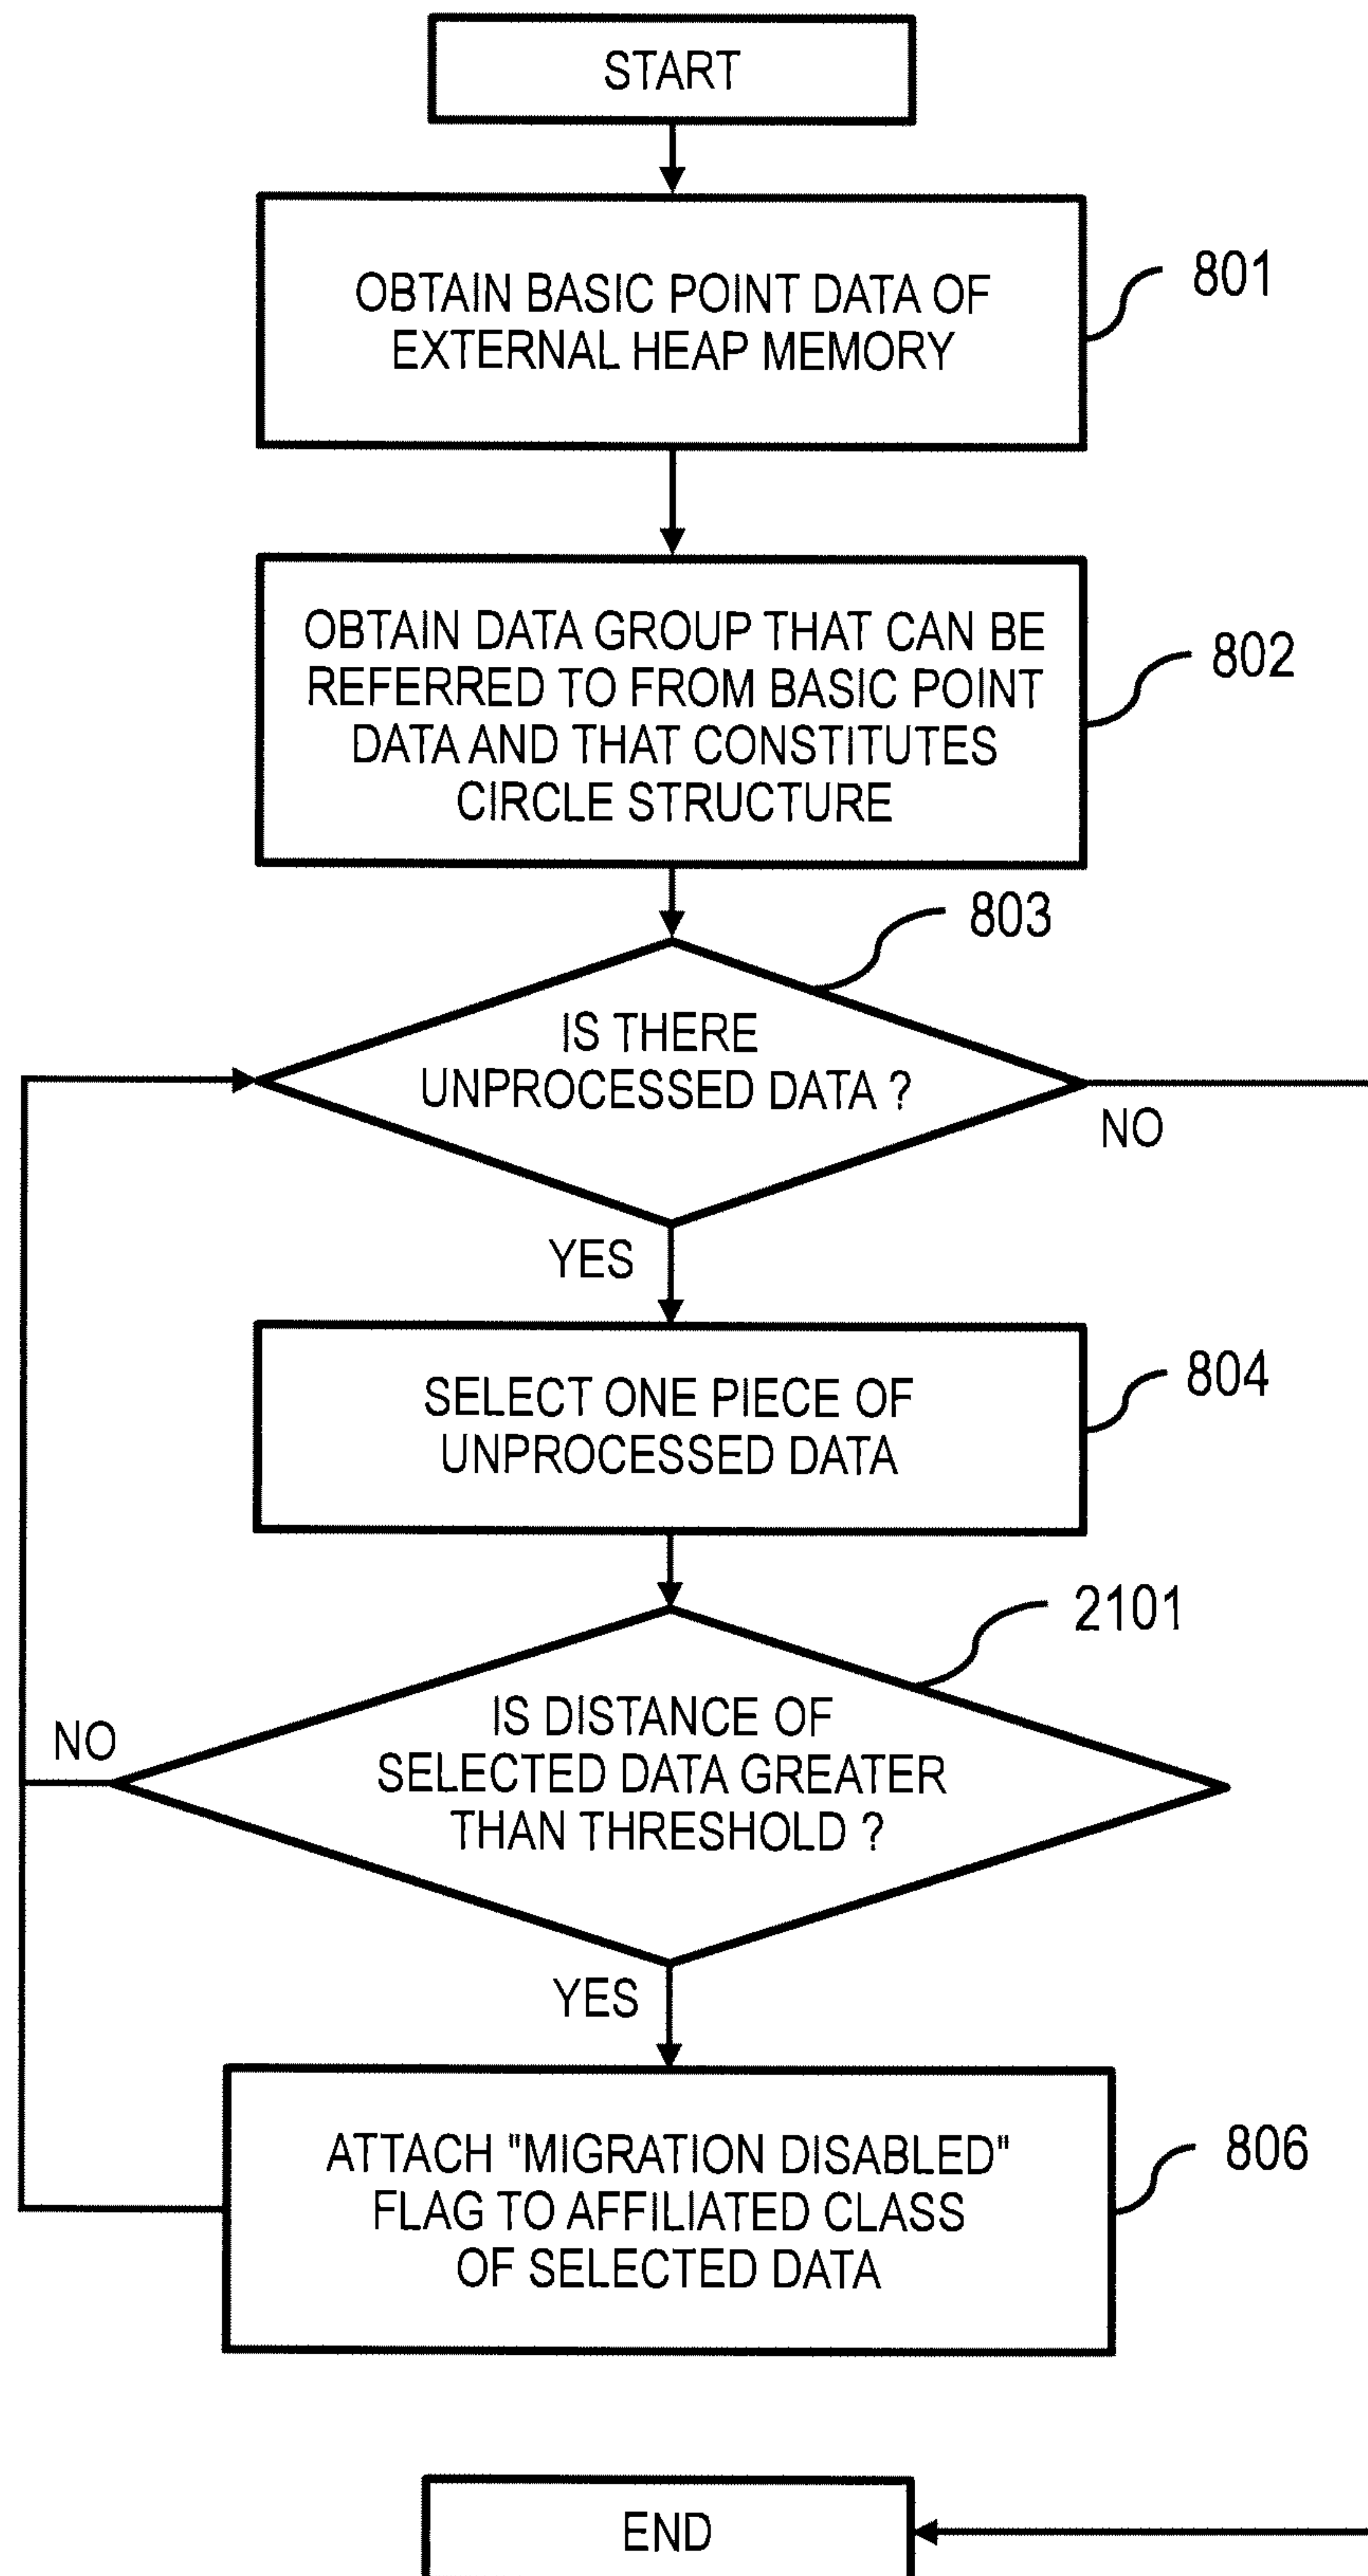 START
801
OBTAIN BASIC POINT DATA OF
EXTERNAL HEAP MEMORY
802
OBTAIN DATA GROUP THAT CAN BE
REFERRED TO FROM BASIC POINT
DATA AND THAT CONSTITUTES
CIRCLE STRUCTURE
803
IS THERE
UNPROCESSED DATA ?
NO
YES
804
SELECT ONE PIECE OF
UNPROCESSED DATA
2101
IS DISTANCE OF
SELECTED DATA GREATER
THAN THRESHOLD ?
NO
YES
806
ATTACH "MIGRATION DISABLED"
FLAG TO AFFILIATED CLASS
OF SELECTED DATA
END